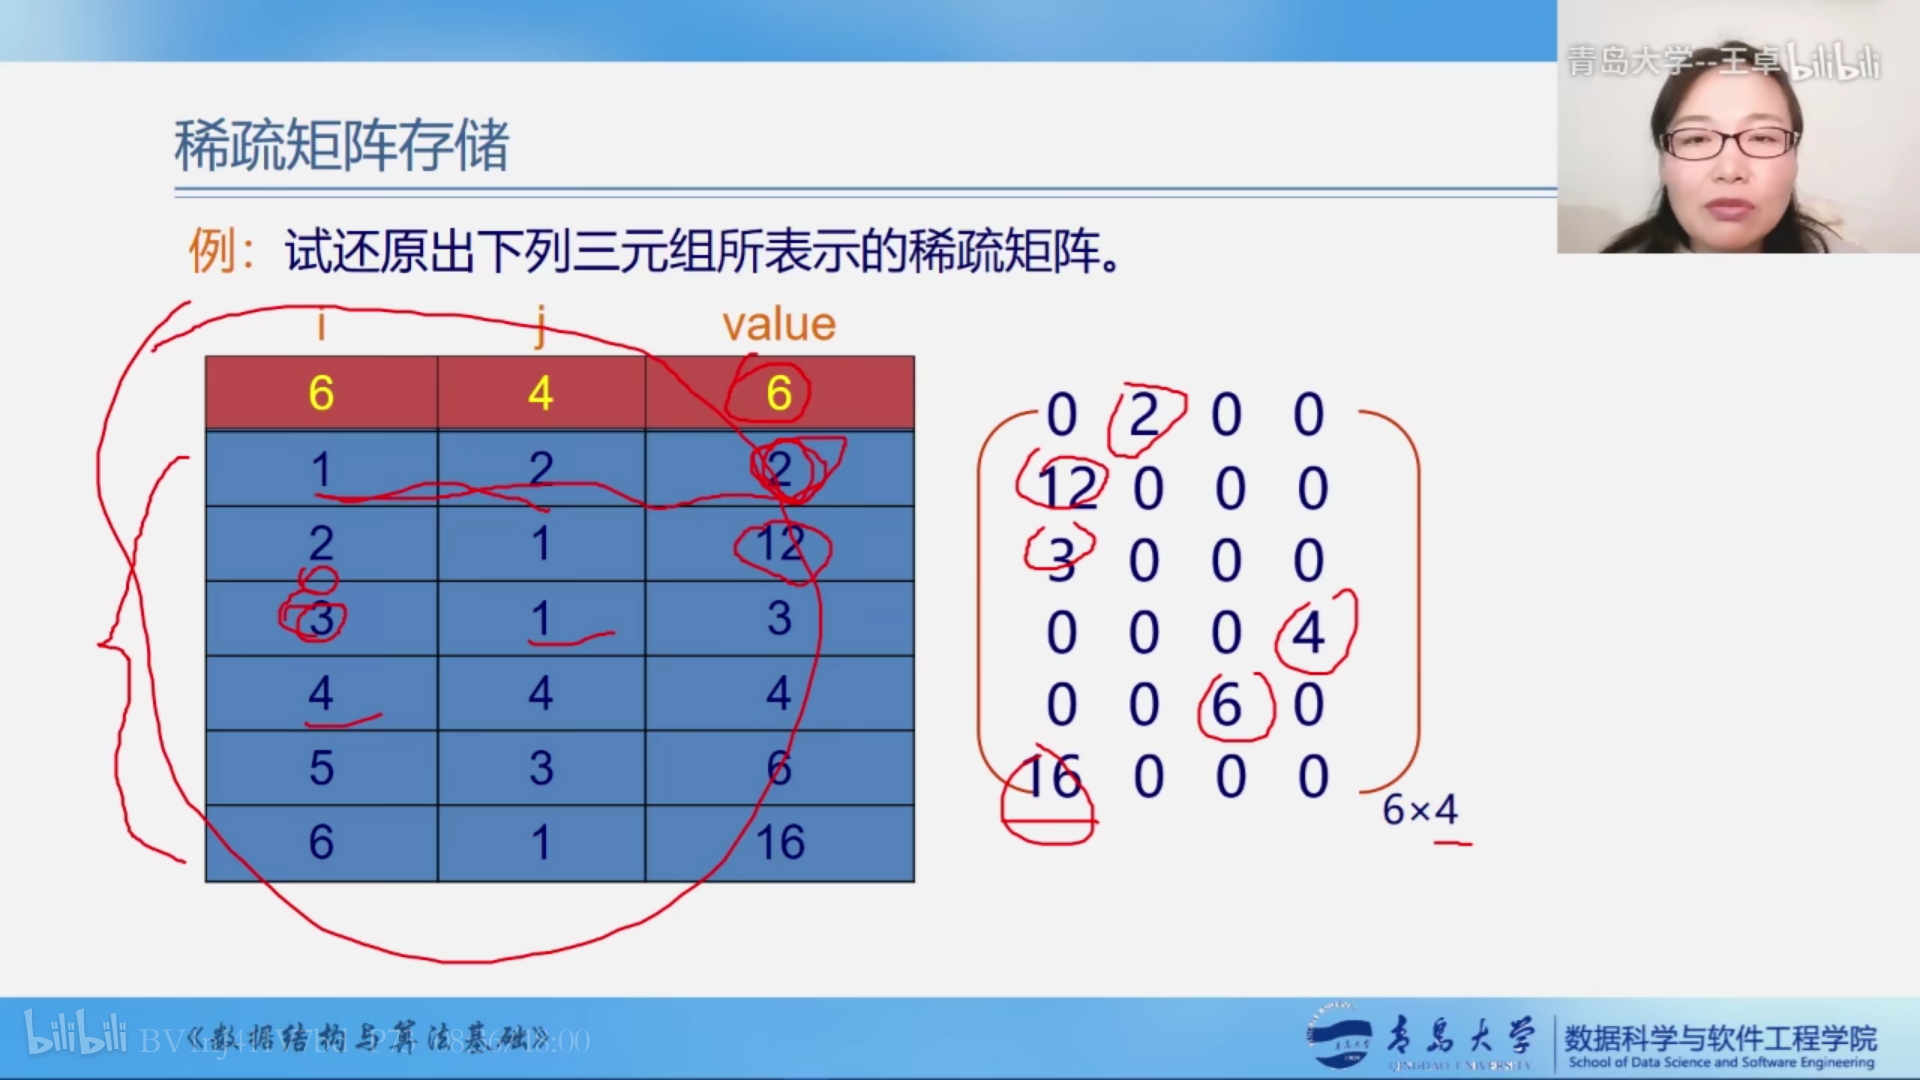 青岛大学--王卓 bilibili
稀疏矩阵存储
例：试还原出下列三元组所表示的稀疏矩阵。
i j value
6 4 6
1 2 2
2 1 12
3 1 3
4 4 4
5 3 6
6 1 16
0 2 0 0
12 0 0 0
3 0 0 0
0 0 0 4
0 0 6 0
16 0 0 0
6×4
bilibili
《数据结构与算法基础》
青岛大学
QINGDAO UNIVERSITY
数据科学与软件工程学院
School of Data Science and Software Engineering